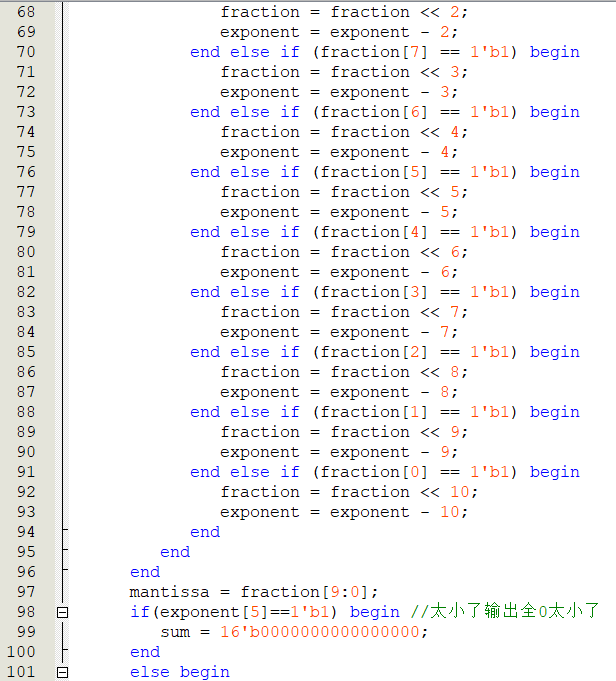 68 fraction = fraction << 2;
69 exponent = exponent - 2;
70 end else if (fraction[7] == 1'b1) begin
71 fraction = fraction << 3;
72 exponent = exponent - 3;
73 end else if (fraction[6] == 1'b1) begin
74 fraction = fraction << 4;
75 exponent = exponent - 4;
76 end else if (fraction[5] == 1'b1) begin
77 fraction = fraction << 5;
78 exponent = exponent - 5;
79 end else if (fraction[4] == 1'b1) begin
80 fraction = fraction << 6;
81 exponent = exponent - 6;
82 end else if (fraction[3] == 1'b1) begin
83 fraction = fraction << 7;
84 exponent = exponent - 7;
85 end else if (fraction[2] == 1'b1) begin
86 fraction = fraction << 8;
87 exponent = exponent - 8;
88 end else if (fraction[1] == 1'b1) begin
89 fraction = fraction << 9;
90 exponent = exponent - 9;
91 end else if (fraction[0] == 1'b1) begin
92 fraction = fraction << 10;
93 exponent = exponent - 10;
94 end
95 end
96 end
97 mantissa = fraction[9:0];
98 if(exponent[5]==1'b1) begin //太小了输出全0太小了
99 sum = 16'b0000000000000000;
100 end
101 else begin